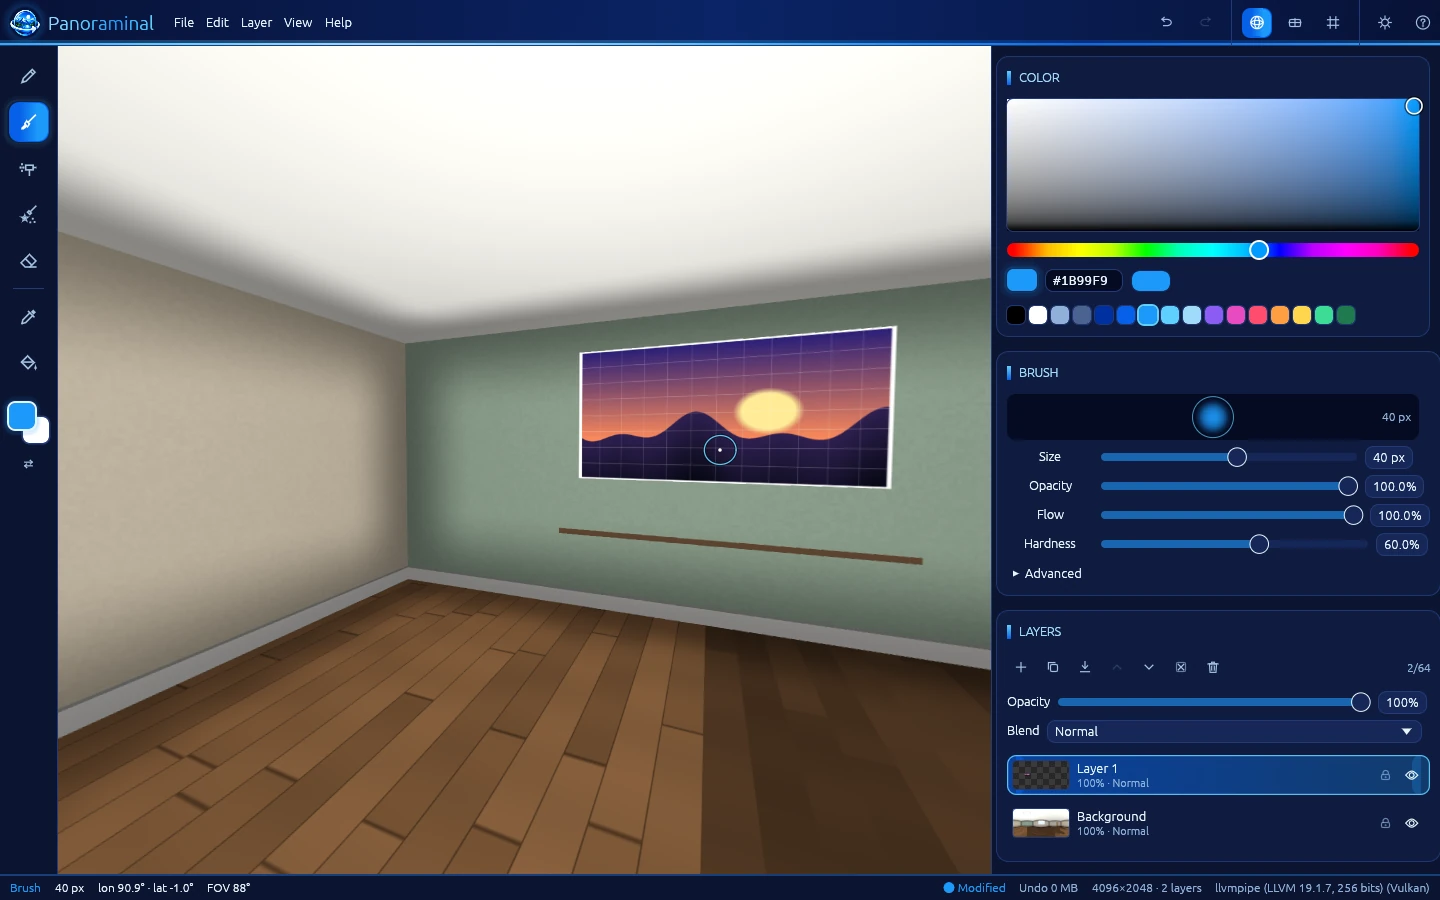 Panoraminal File Edit Layer View Help
COLOR
#1B99F9
BRUSH
40 px
Size 40 px
Opacity 100.0%
Flow 100.0%
Hardness 60.0%
Advanced
LAYERS
2/64
Opacity 100%
Blend Normal
Layer 1
100% · Normal
Background
100% · Normal
Brush 40 px lon 90.9° · lat -1.0° FOV 88° Modified Undo 0 MB 4096×2048 · 2 layers llvmpipe (LLVM 19.1.7, 256 bits) (Vulkan)